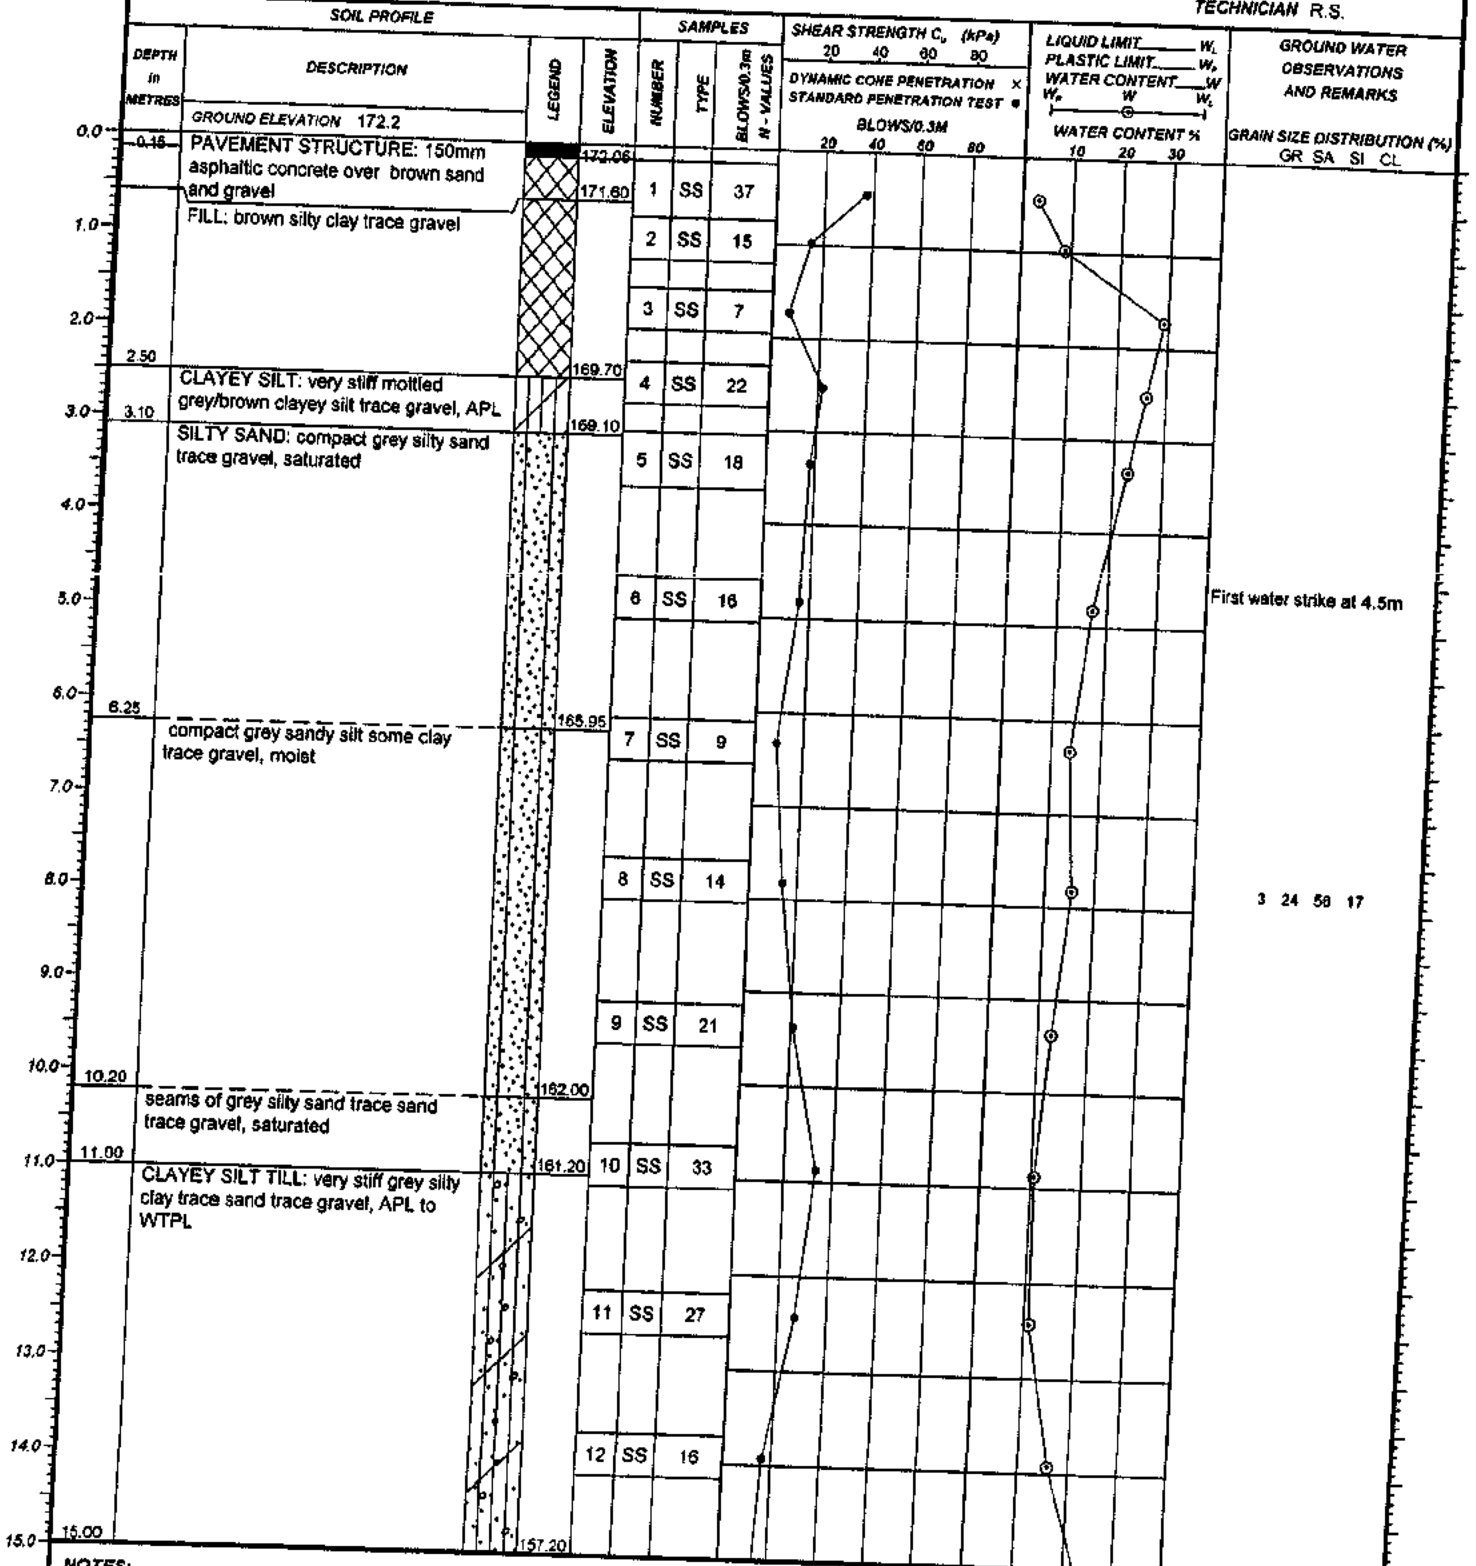 TECHNICIAN R.S.
SOIL PROFILE
SAMPLES
DEPTH
in
METRES
DESCRIPTION
LEGEND
ELEVATION
NUMBER
TYPE
BLOWS/0.3m
N - VALUES
SHEAR STRENGTH Cu (kPa)
20 40 60 80
DYNAMIC CONE PENETRATION ×
STANDARD PENETRATION TEST ●
BLOWS/0.3M
20 40 60 80
LIQUID LIMIT WL
PLASTIC LIMIT WP
WATER CONTENT W
WP W WL
WATER CONTENT %
10 20 30
GROUND WATER
OBSERVATIONS
AND REMARKS
GRAIN SIZE DISTRIBUTION (%)
GR SA SI CL
GROUND ELEVATION 172.2
0.0
0.15
PAVEMENT STRUCTURE: 150mm
asphaltic concrete over brown sand
and gravel
171.60
1 SS 37
FILL: brown silty clay trace gravel
1.0
2 SS 15
3 SS 7
2.0
2.50
169.70
CLAYEY SILT: very stiff mottled
grey/brown clayey silt trace gravel, APL
4 SS 22
3.0
3.10
169.10
SILTY SAND: compact grey silty sand
trace gravel, saturated
5 SS 18
4.0
5.0
6 SS 16
First water strike at 4.5m
6.0
6.25
165.95
compact grey sandy silt some clay
trace gravel, moist
7 SS 9
7.0
8.0
8 SS 14
3 24 56 17
9.0
9 SS 21
10.0
10.20
162.00
seams of grey silty sand trace sand
trace gravel, saturated
11.0
11.00
161.20
10 SS 33
CLAYEY SILT TILL: very stiff grey silty
clay trace sand trace gravel, APL to
WTPL
12.0
11 SS 27
13.0
14.0
12 SS 16
15.0
15.00
157.20
NOTES: